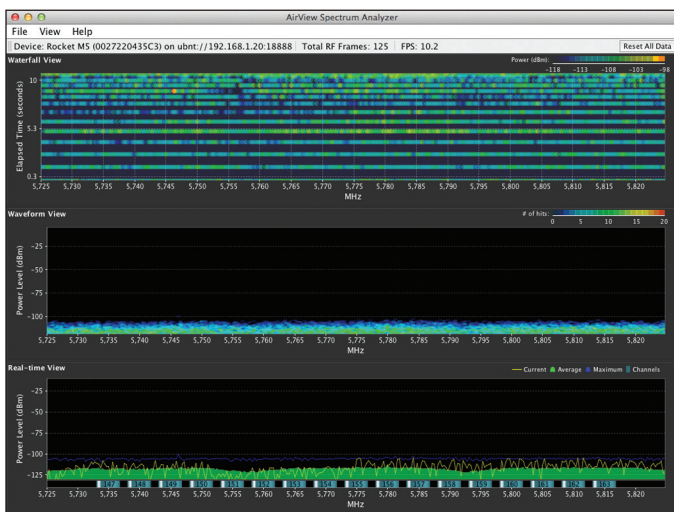 AirView Spectrum Analyzer
File View Help
Device: Rocket M5 (0027220435C3) on ubnt://192.168.1.20:18888 Total RF Frames: 125 FPS: 10.2 Reset All Data
Waterfall View
Power (dBm):
-118 -113 -108 -103 -98
Elapsed Time (seconds)
10
5.3
0.3
5,725 5,730 5,735 5,740 5,745 5,750 5,755 5,760 5,765 5,770 5,775 5,780 5,785 5,790 5,795 5,800 5,805 5,810 5,815 5,820
MHz
Waveform View
# of hits:
0 5 10 15 20
Power Level (dBm)
-25
-50
-75
-100
5,725 5,730 5,735 5,740 5,745 5,750 5,755 5,760 5,765 5,770 5,775 5,780 5,785 5,790 5,795 5,800 5,805 5,810 5,815 5,820
MHz
Real-time View
Current Average Maximum Channels
Power Level (dBm)
-25
-50
-75
-100
-125
147 148 149 150 151 152 153 154 155 156 157 158 159 160 161 162 163
5,725 5,730 5,735 5,740 5,745 5,750 5,755 5,760 5,765 5,770 5,775 5,780 5,785 5,790 5,795 5,800 5,805 5,810 5,815 5,820
MHz